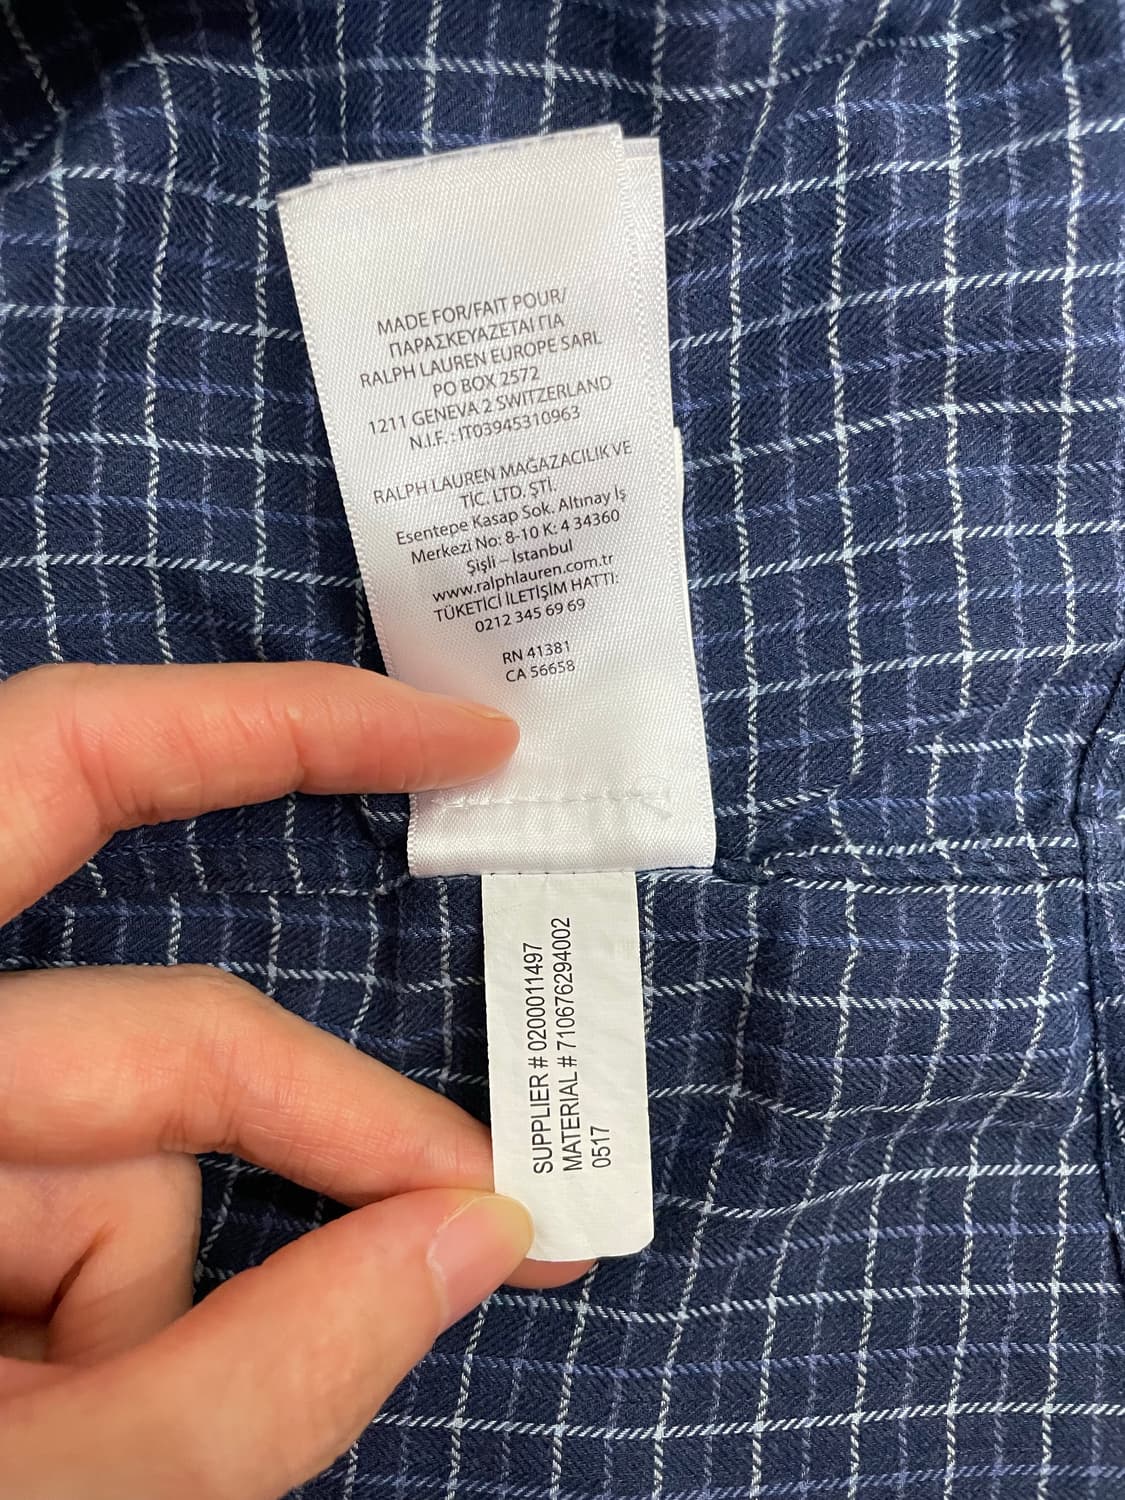 MADE FOR/FAIT POUR/
ΠΑΡΑΣΚΕΥΑΖΕΤΑΙ ΓΙΑ
RALPH LAUREN EUROPE SARL
PO BOX 2572
1211 GENEVA 2 SWITZERLAND
N.I.F. : IT03945310963
RALPH LAUREN MAĞAZACILIK VE
TİC. LTD. ŞTİ.
Esentepe Kasap Sok. Altınay İş
Merkezi No: 8-10 K: 4 34360
Şişli – İstanbul
www.ralphlauren.com.tr
TÜKETİCİ İLETİŞİM HATTI:
0212 345 69 69
RN 41381
CA 56658
SUPPLIER # 0200011497
MATERIAL # 710676294002
0517